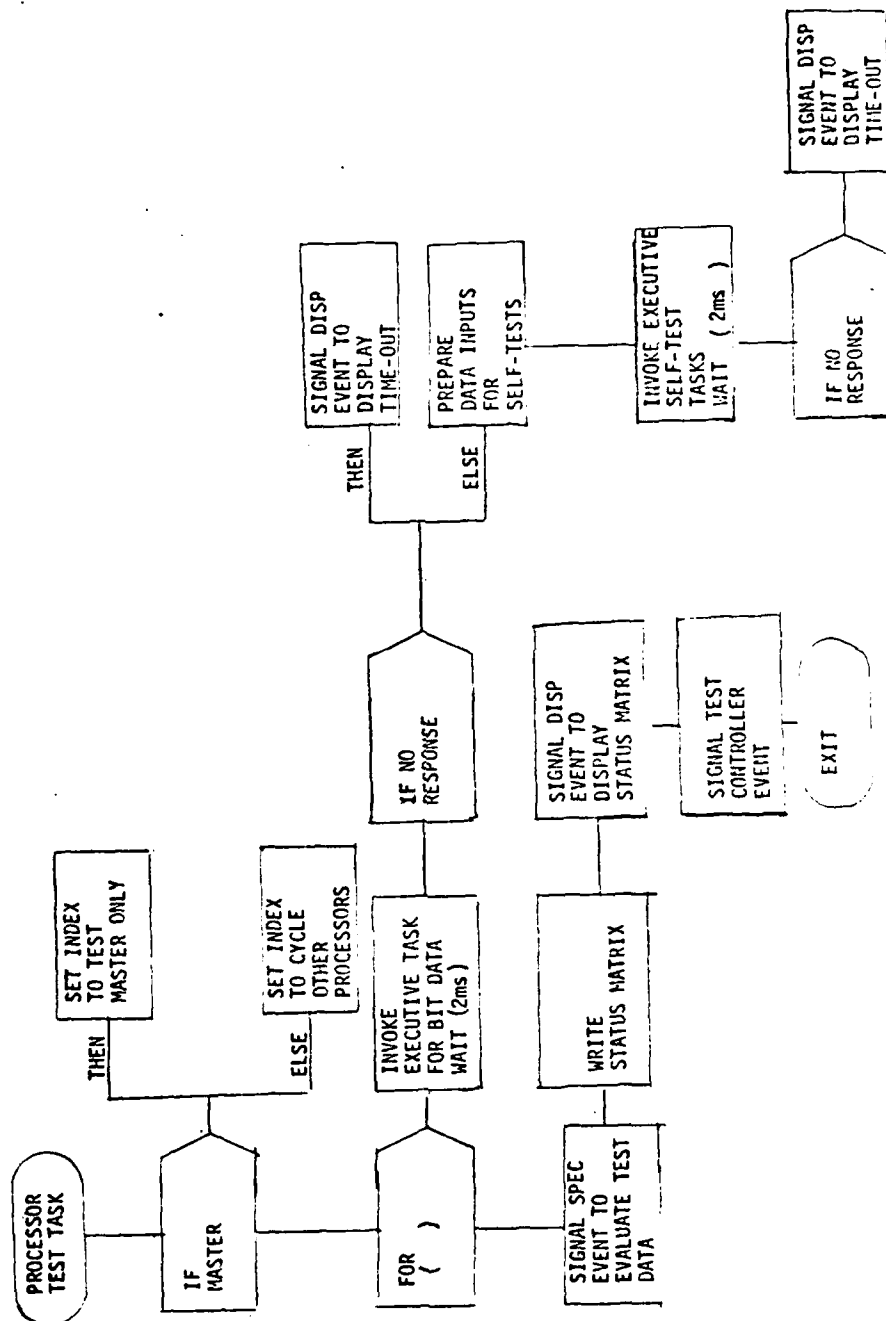 PROCESSOR
TEST TASK
IF
MASTER
THEN
SET INDEX
TO TEST
MASTER ONLY
ELSE
SET INDEX
TO CYCLE
OTHER
PROCESSORS
FOR
( )
INVOKE
EXECUTIVE TASK
FOR BIT DATA
WAIT (2ms)
IF NO
RESPONSE
THEN
SIGNAL DISP
EVENT TO
DISPLAY
TIME-OUT
ELSE
PREPARE
DATA INPUTS
FOR
SELF-TESTS
INVOKE EXECUTIVE
SELF-TEST
TASKS
WAIT ( 2ms )
IF NO
RESPONSE
SIGNAL DISP
EVENT TO
DISPLAY
TIME-OUT
SIGNAL SPEC
EVENT TO
EVALUATE TEST
DATA
WRITE
STATUS MATRIX
SIGNAL DISP
EVENT TO
DISPLAY
STATUS MATRIX
SIGNAL TEST
CONTROLLER
EVENT
EXIT